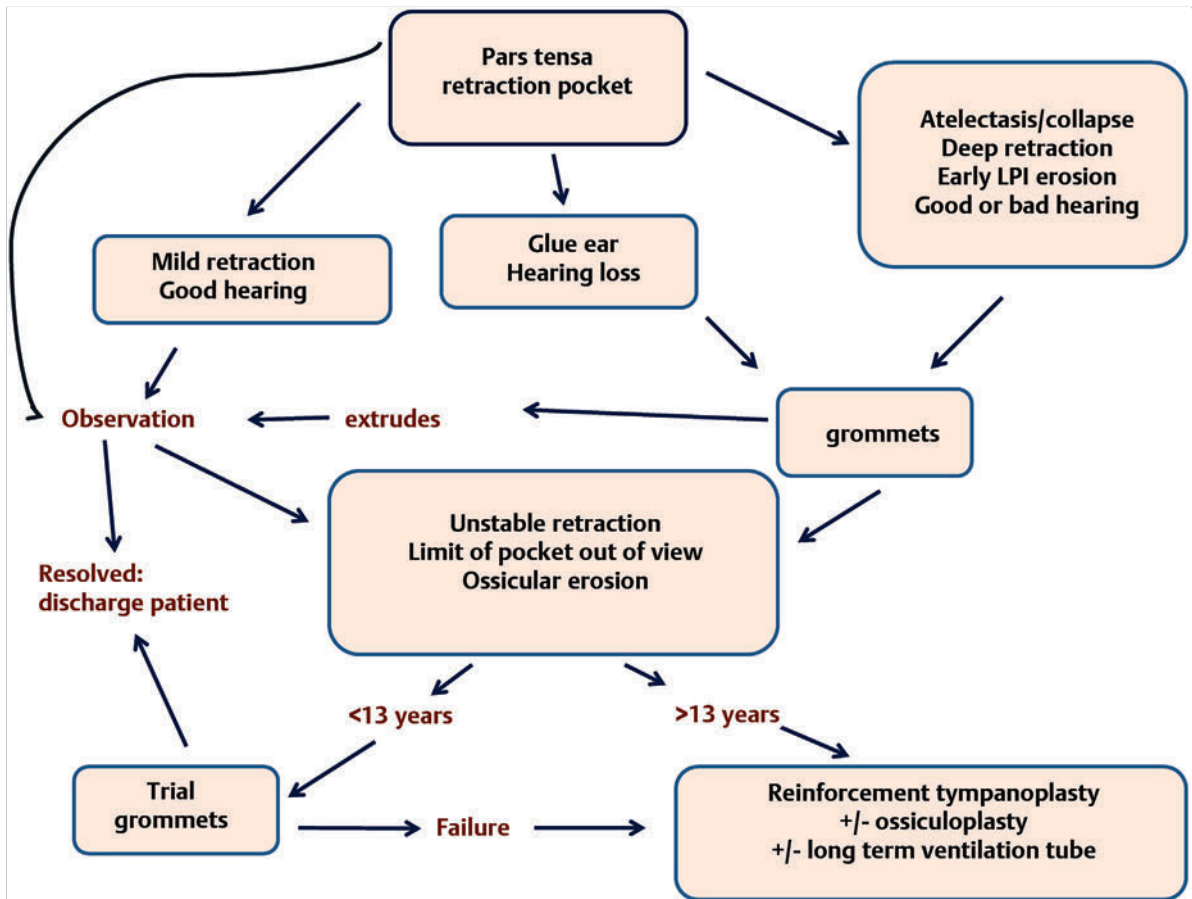 Pars tensa
retraction pocket
Atelectasis/collapse
Deep retraction
Early LPI erosion
Good or bad hearing
Mild retraction
Good hearing
Glue ear
Hearing loss
Observation
extrudes
grommets
Unstable retraction
Limit of pocket out of view
Ossicular erosion
Resolved:
discharge patient
<13 years
>13 years
Trial
grommets
Failure
Reinforcement tympanoplasty
+/- ossiculoplasty
+/- long term ventilation tube